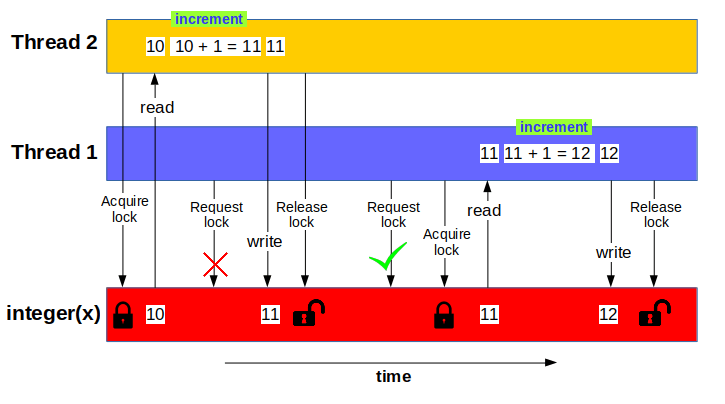 increment
Thread 2
10 10 + 1 = 11 11
read
increment
Thread 1
11 11 + 1 = 12 12
Acquire
lock
Request
lock
Release
lock
write
Request
lock
Acquire
lock
read
Release
lock
write
integer(x)
10
11
11
12
time